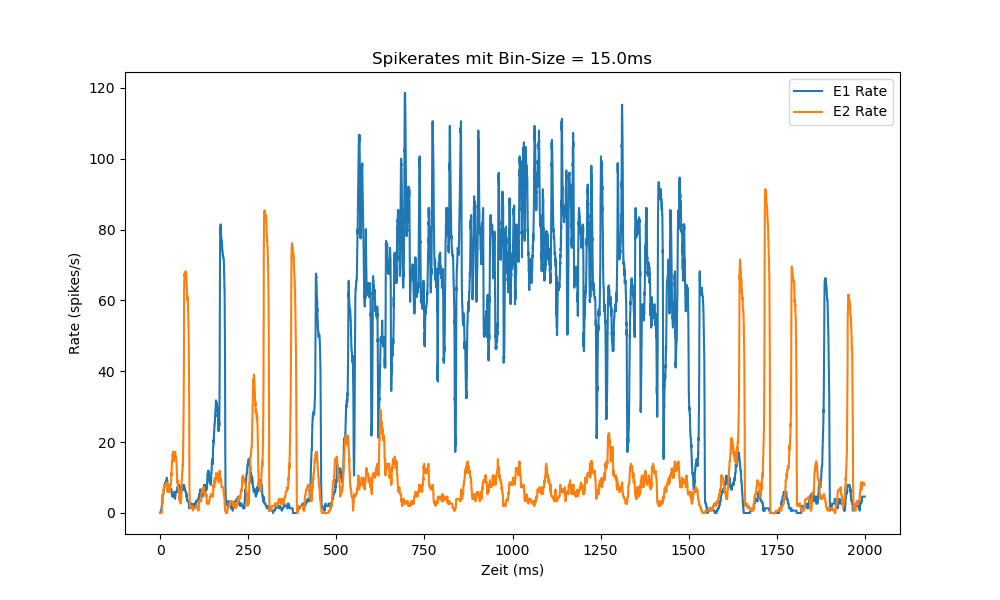 Spikerates mit Bin-Size = 15.0ms
E1 Rate
E2 Rate
Rate (spikes/s)
120
100
80
60
40
20
0
0 250 500 750 1000 1250 1500 1750 2000
Zeit (ms)